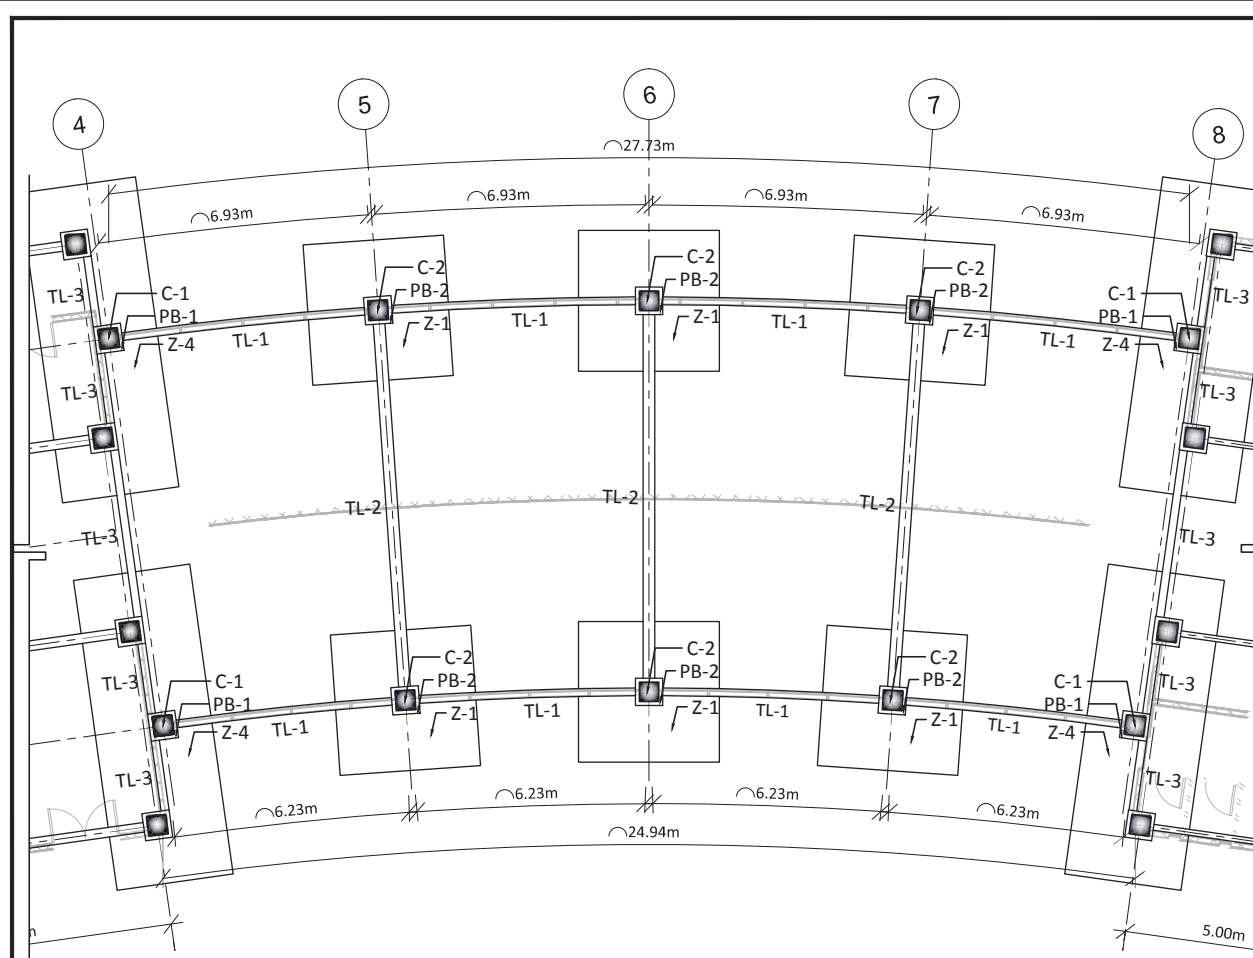 4
5
6
7
8
⌒27.73m
⌒6.93m
⌒6.93m
⌒6.93m
⌒6.93m
C-2
PB-2
Z-1
C-2
PB-2
Z-1
C-2
PB-2
Z-1
TL-3
C-1
PB-1
Z-4
TL-1
TL-1
TL-1
TL-1
C-1
PB-1
Z-4
TL-3
TL-3
TL-3
TL-2
TL-2
TL-2
TL-3
TL-3
TL-3
C-1
PB-1
Z-4
TL-1
C-2
PB-2
Z-1
TL-1
C-2
PB-2
Z-1
TL-1
C-2
PB-2
Z-1
TL-1
C-1
PB-1
Z-4
TL-3
TL-3
TL-3
⌒6.23m
⌒6.23m
⌒6.23m
⌒6.23m
⌒24.94m
5.00m